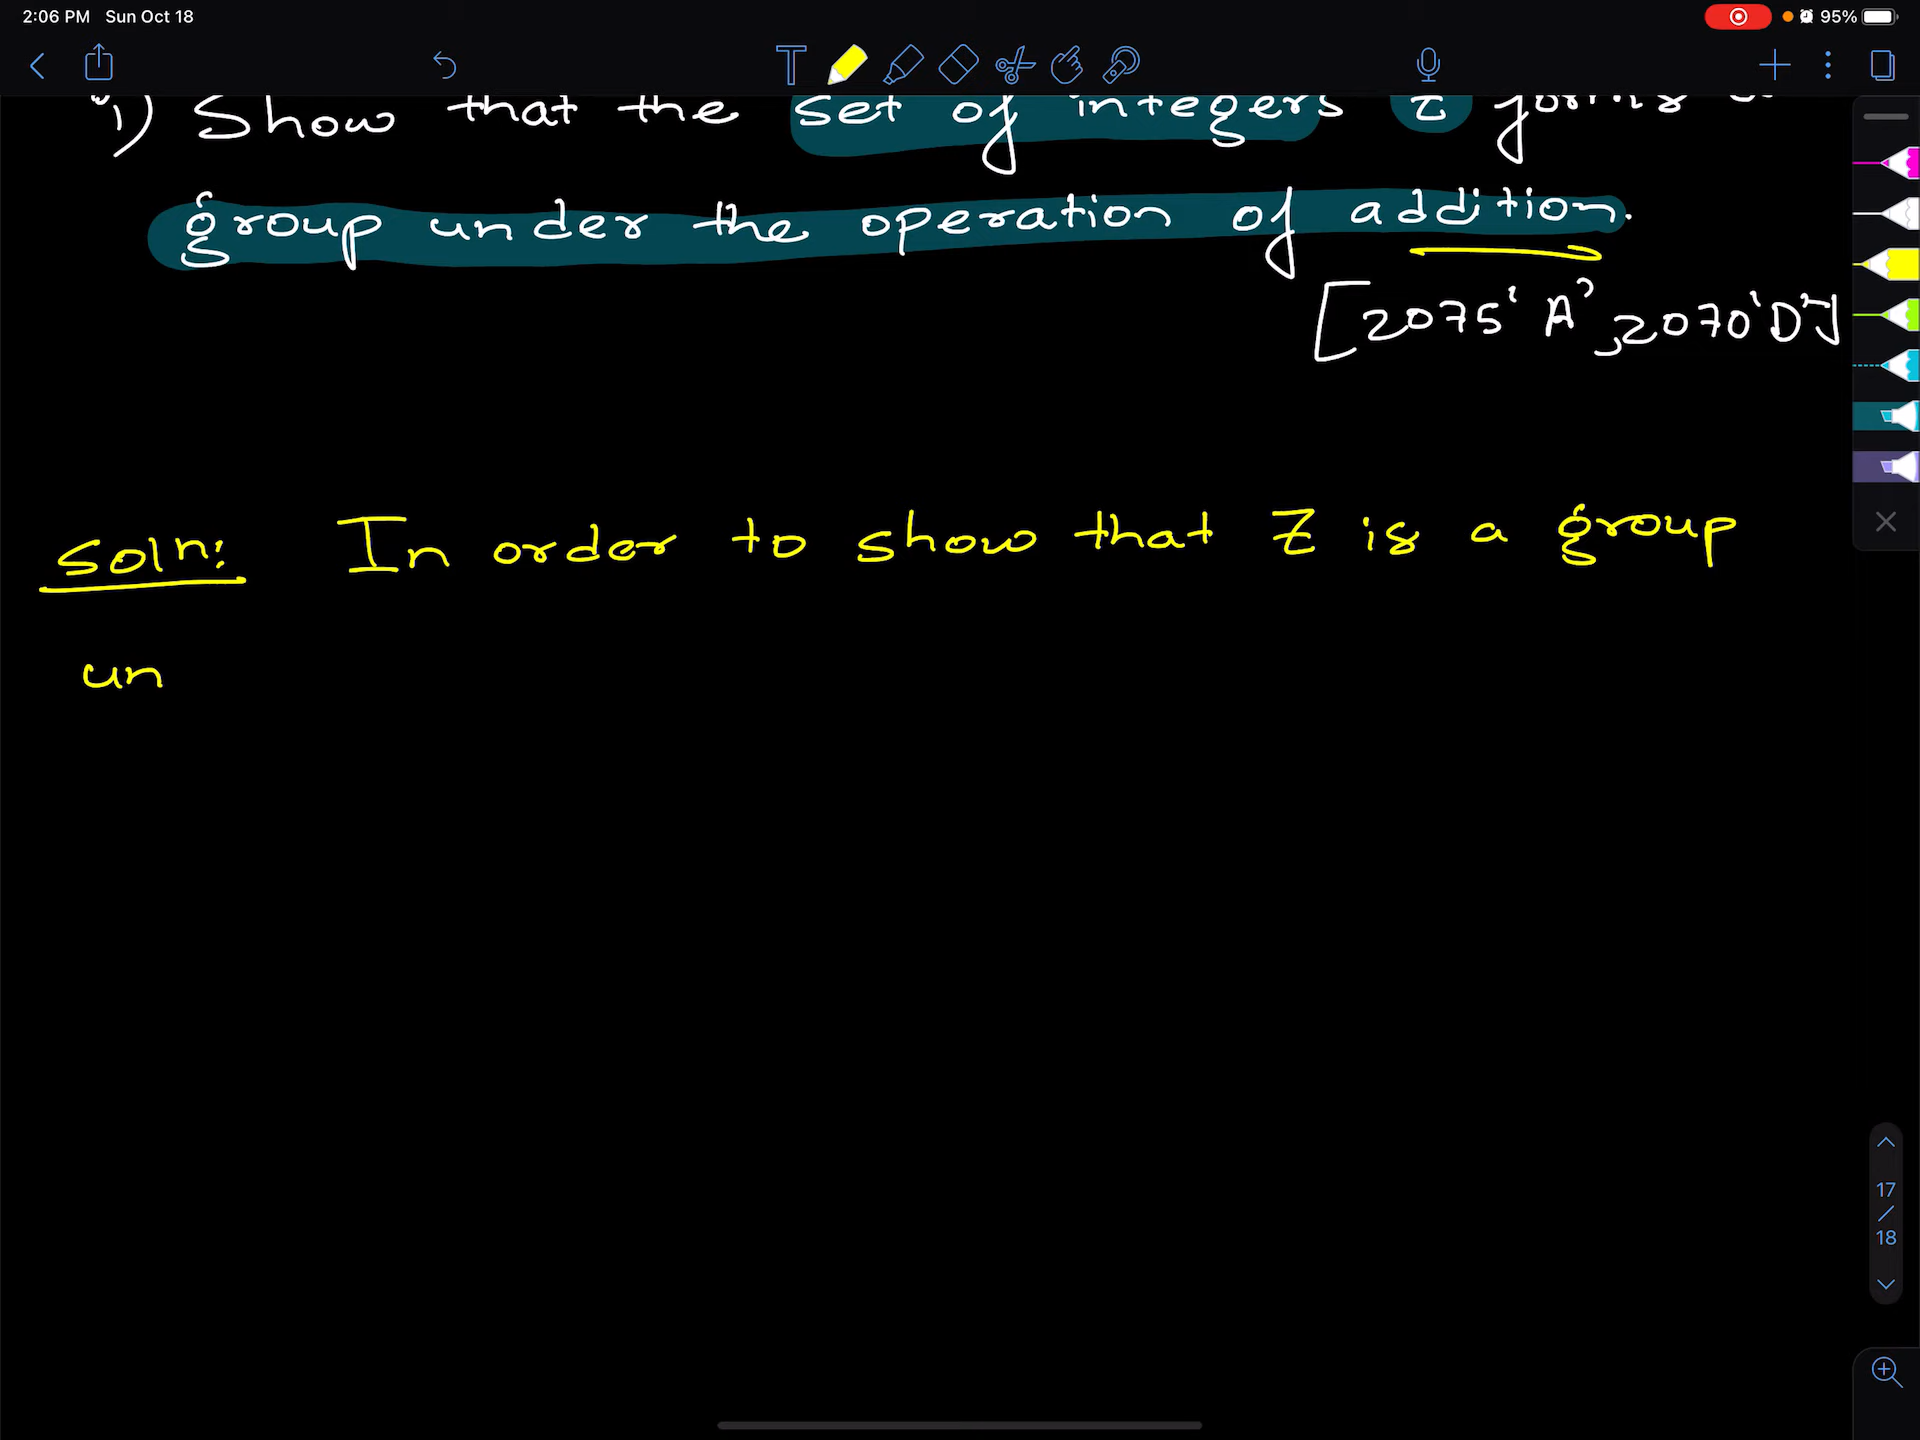 2:06 PM Sun Oct 18
95%
i) Show that the set of integers Z forms a
group under the operation of addition.
[2075 'A', 2070 'D']
Soln: In order to show that Z is a group
un
17
/
18